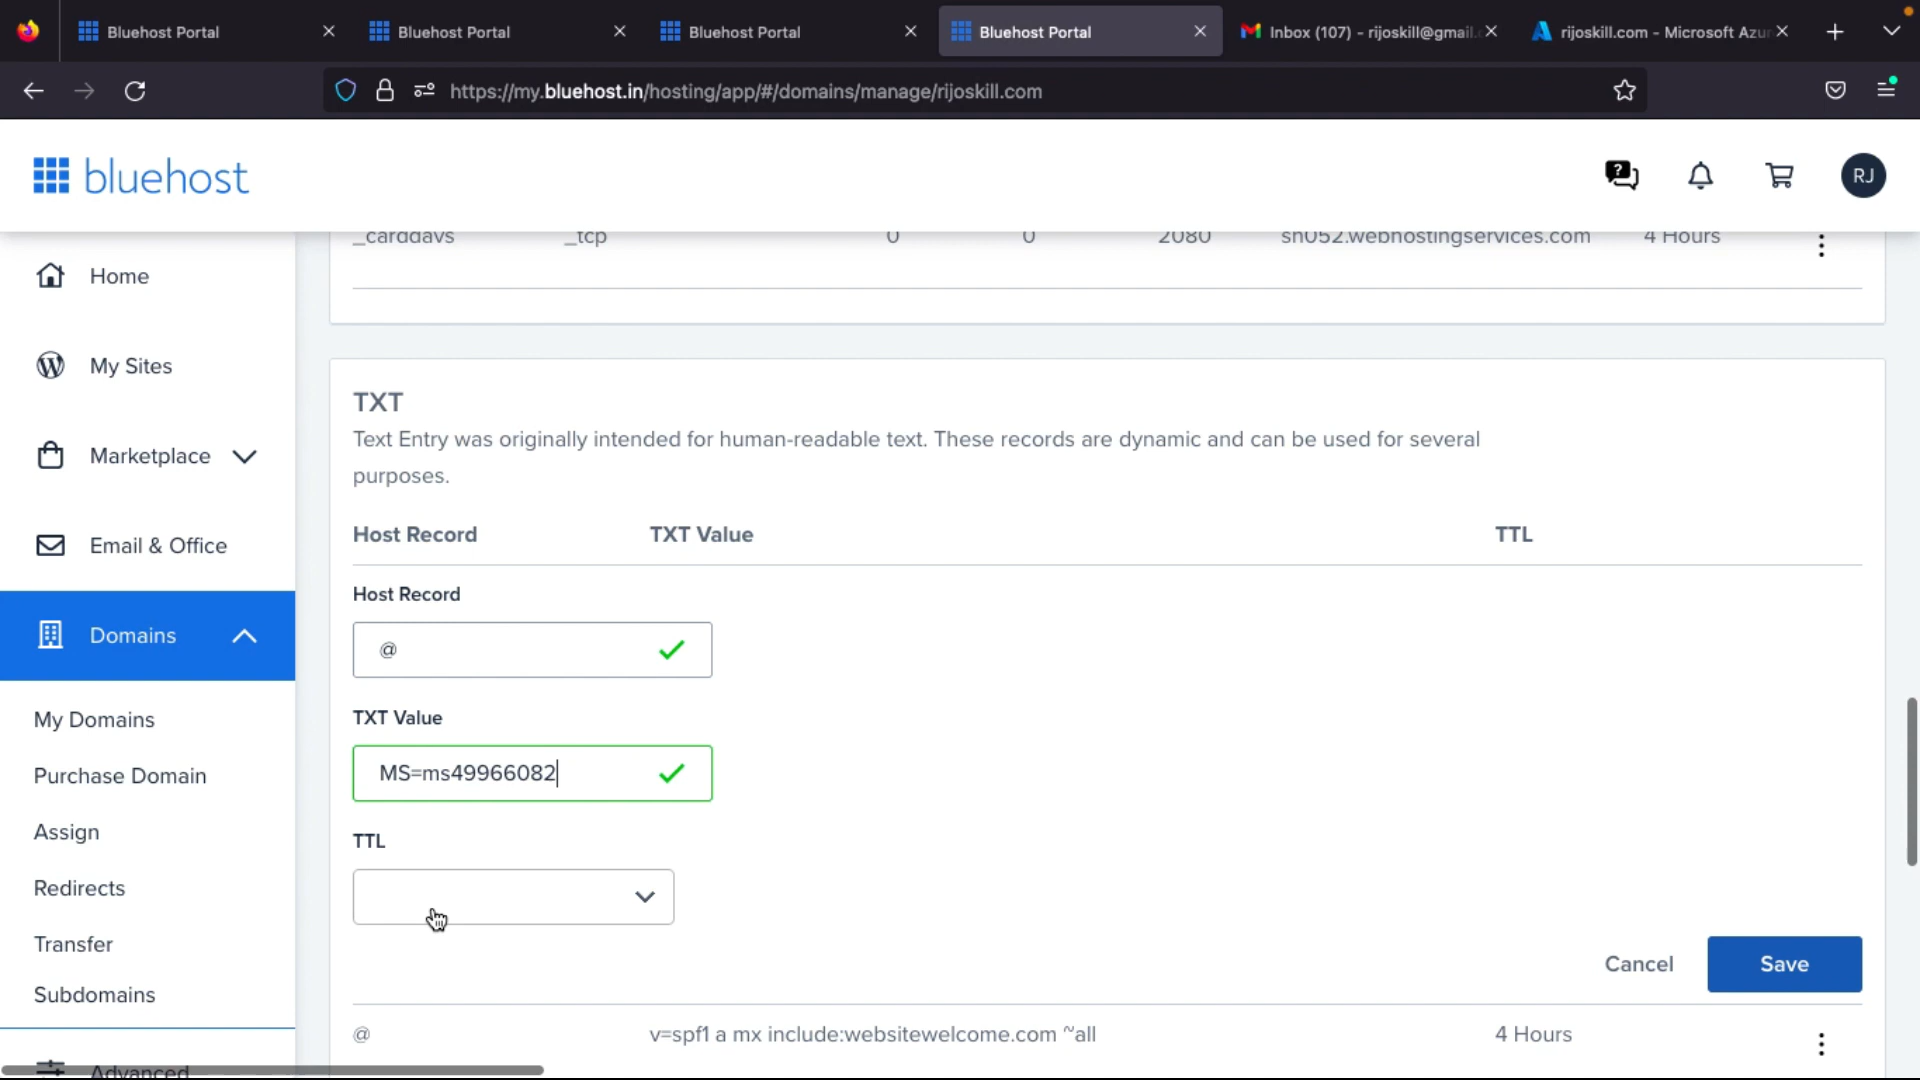 Bluehost Portal
Bluehost Portal
Bluehost Portal
Bluehost Portal
Inbox (107) - rijoskill@gmail.c
rijoskill.com - Microsoft Azur
https://my.bluehost.in/hosting/app/#/domains/manage/rijoskill.com
bluehost
RJ
_carddavs _tcp 0 0 2080 sh052.webhostingservices.com 4 Hours
Home
My Sites
Marketplace
Email & Office
Domains
My Domains
Purchase Domain
Assign
Redirects
Transfer
Subdomains
Advanced
TXT
Text Entry was originally intended for human-readable text. These records are dynamic and can be used for several
purposes.
Host Record TXT Value TTL
Host Record
@
TXT Value
MS=ms49966082
TTL
Cancel Save
@ v=spf1 a mx include:websitewelcome.com ~all 4 Hours